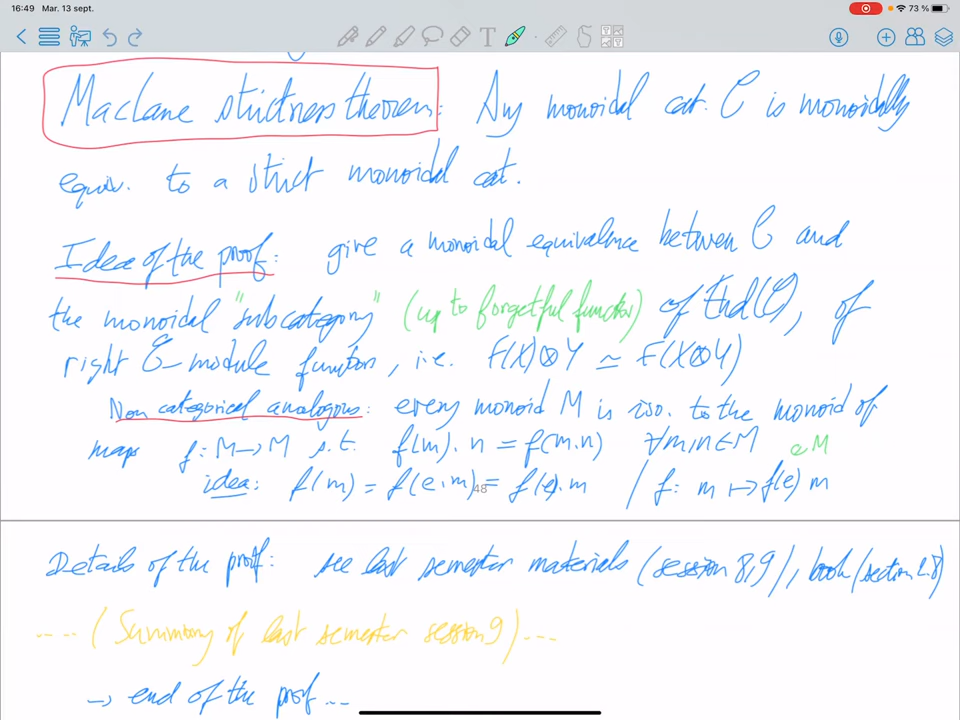 16:49 Mar. 13 sept. 73 %
MacLane strictness theorem: Any monoidal cat. C is monoidally
equiv. to a strict monoidal cat.
Idea of the proof: give a monoidal equivalence between C and
the monoidal "subcategory" (up to forgetful functor) of End(C), of
right C-module functors, i.e. F(X)⊗Y ≃ F(X⊗Y)
Non categorical analogous: every monoid M is iso. to the monoid of
maps f: M → M s.t. f(m).n = f(m.n) ∀m,n ∈ M
∈ M
idea: f(m) = f(e.m) = f(e).m / f: m ↦ f(e) m
48
Details of the proof: see last semester materials (session 8,9), book (section 2.8)
.... (Summary of last semester session 9) ...
→ end of the proof ...